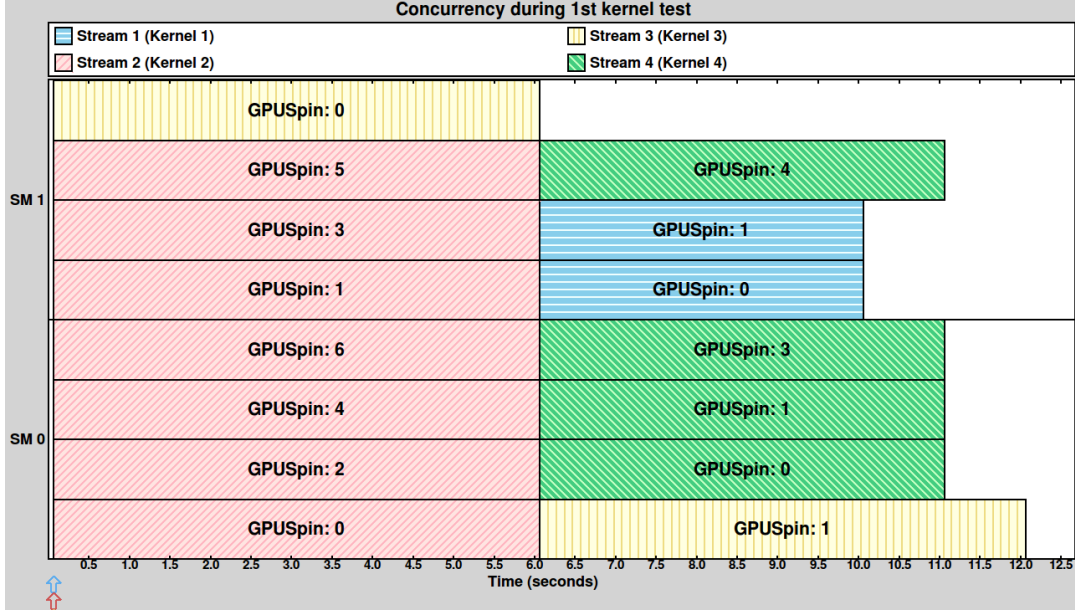 Concurrency during 1st kernel test
Stream 1 (Kernel 1)
Stream 3 (Kernel 3)
Stream 2 (Kernel 2)
Stream 4 (Kernel 4)
GPUSpin: 0
GPUSpin: 5
GPUSpin: 4
SM 1
GPUSpin: 3
GPUSpin: 1
GPUSpin: 1
GPUSpin: 0
GPUSpin: 6
GPUSpin: 3
GPUSpin: 4
GPUSpin: 1
SM 0
GPUSpin: 2
GPUSpin: 0
GPUSpin: 0
GPUSpin: 1
0.5 1.0 1.5 2.0 2.5 3.0 3.5 4.0 4.5 5.0 5.5 6.0 6.5 7.0 7.5 8.0 8.5 9.0 9.5 10.0 10.5 11.0 11.5 12.0 12.5
Time (seconds)